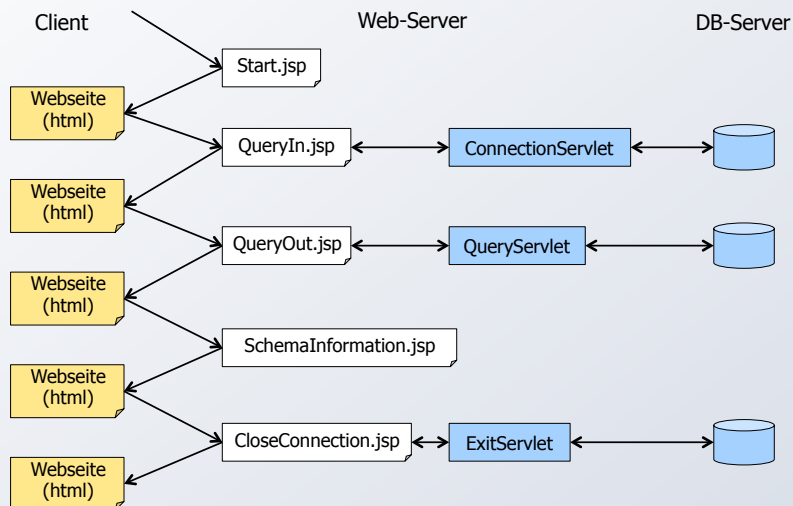 Client
Web-Server
DB-Server
Start.jsp
Webseite
(html)
QueryIn.jsp
ConnectionServlet
Webseite
(html)
QueryOut.jsp
QueryServlet
Webseite
(html)
SchemaInformation.jsp
Webseite
(html)
CloseConnection.jsp
ExitServlet
Webseite
(html)